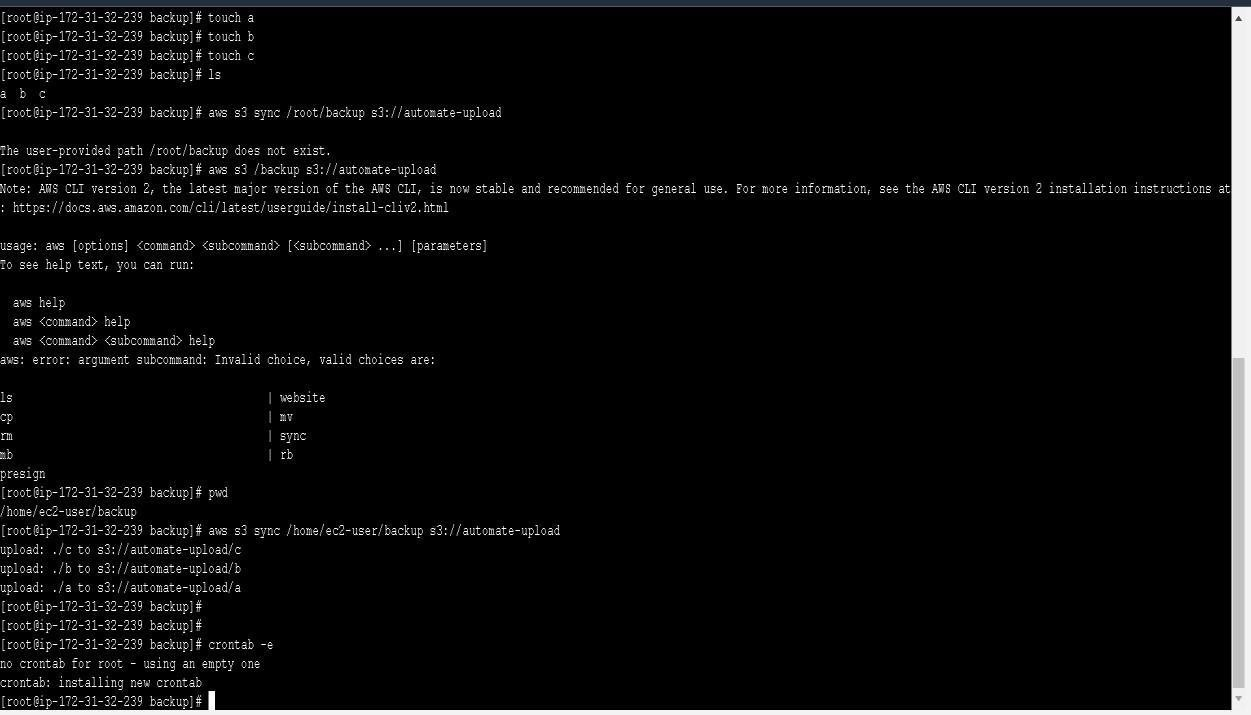 [root@ip-172-31-32-239 backup]# touch a
[root@ip-172-31-32-239 backup]# touch b
[root@ip-172-31-32-239 backup]# touch c
[root@ip-172-31-32-239 backup]# ls
a  b  c
[root@ip-172-31-32-239 backup]# aws s3 sync /root/backup s3://automate-upload
The user-provided path /root/backup does not exist.
[root@ip-172-31-32-239 backup]# aws s3 /backup s3://automate-upload
Note: AWS CLI version 2, the latest major version of the AWS CLI, is now stable and recommended for general use. For more information, see the AWS CLI version 2 installation instructions at
: https://docs.aws.amazon.com/cli/latest/userguide/install-cliv2.html
usage: aws [options] <command> <subcommand> [<subcommand> ...] [parameters]
To see help text, you can run:
  aws help
  aws <command> help
  aws <command> <subcommand> help
aws: error: argument subcommand: Invalid choice, valid choices are:
ls                                       | website
cp                                       | mv
rm                                       | sync
mb                                       | rb
presign
[root@ip-172-31-32-239 backup]# pwd
/home/ec2-user/backup
[root@ip-172-31-32-239 backup]# aws s3 sync /home/ec2-user/backup s3://automate-upload
upload: ./c to s3://automate-upload/c
upload: ./b to s3://automate-upload/b
upload: ./a to s3://automate-upload/a
[root@ip-172-31-32-239 backup]#
[root@ip-172-31-32-239 backup]#
[root@ip-172-31-32-239 backup]# crontab -e
no crontab for root - using an empty one
crontab: installing new crontab
[root@ip-172-31-32-239 backup]#